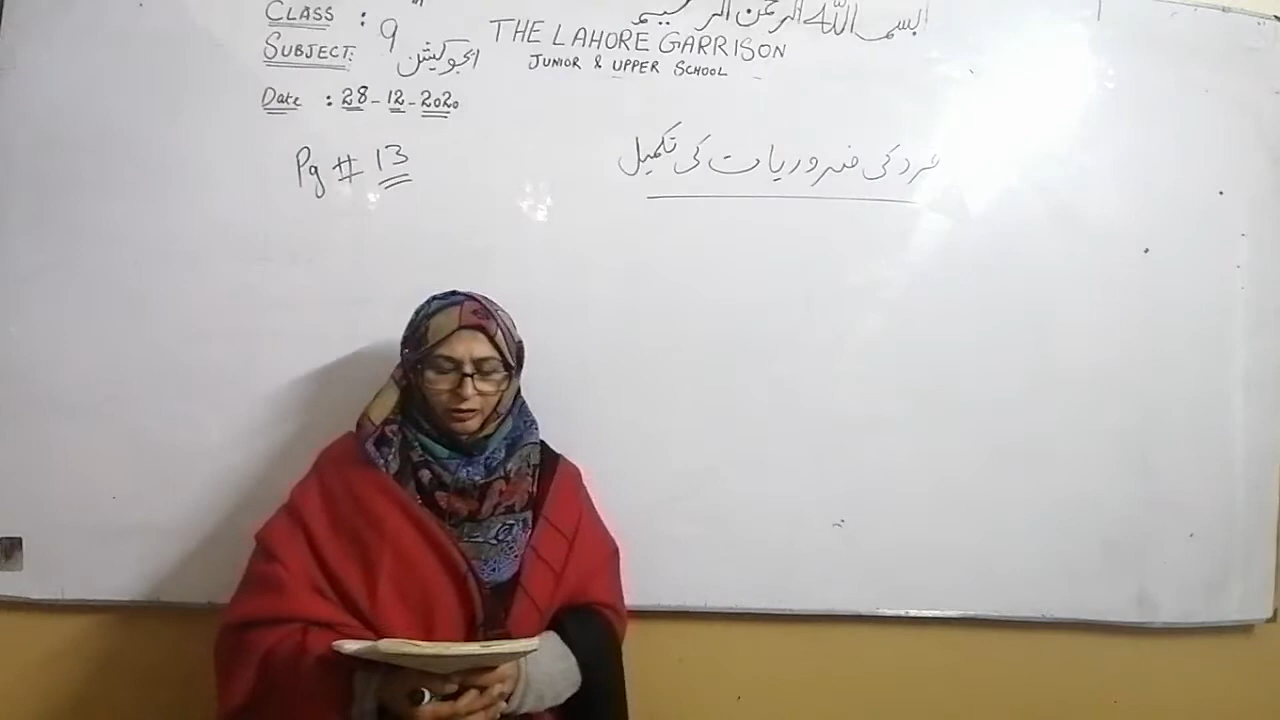 CLASS : 9th
SUBJECT: ایجوکیشن
Date : 28-12-2020
بسم اللہ الرحمن الرحیم
THE LAHORE GARRISON
JUNIOR & UPPER SCHOOL
Pg # 13
فرد کی ضروریات کی تکمیل